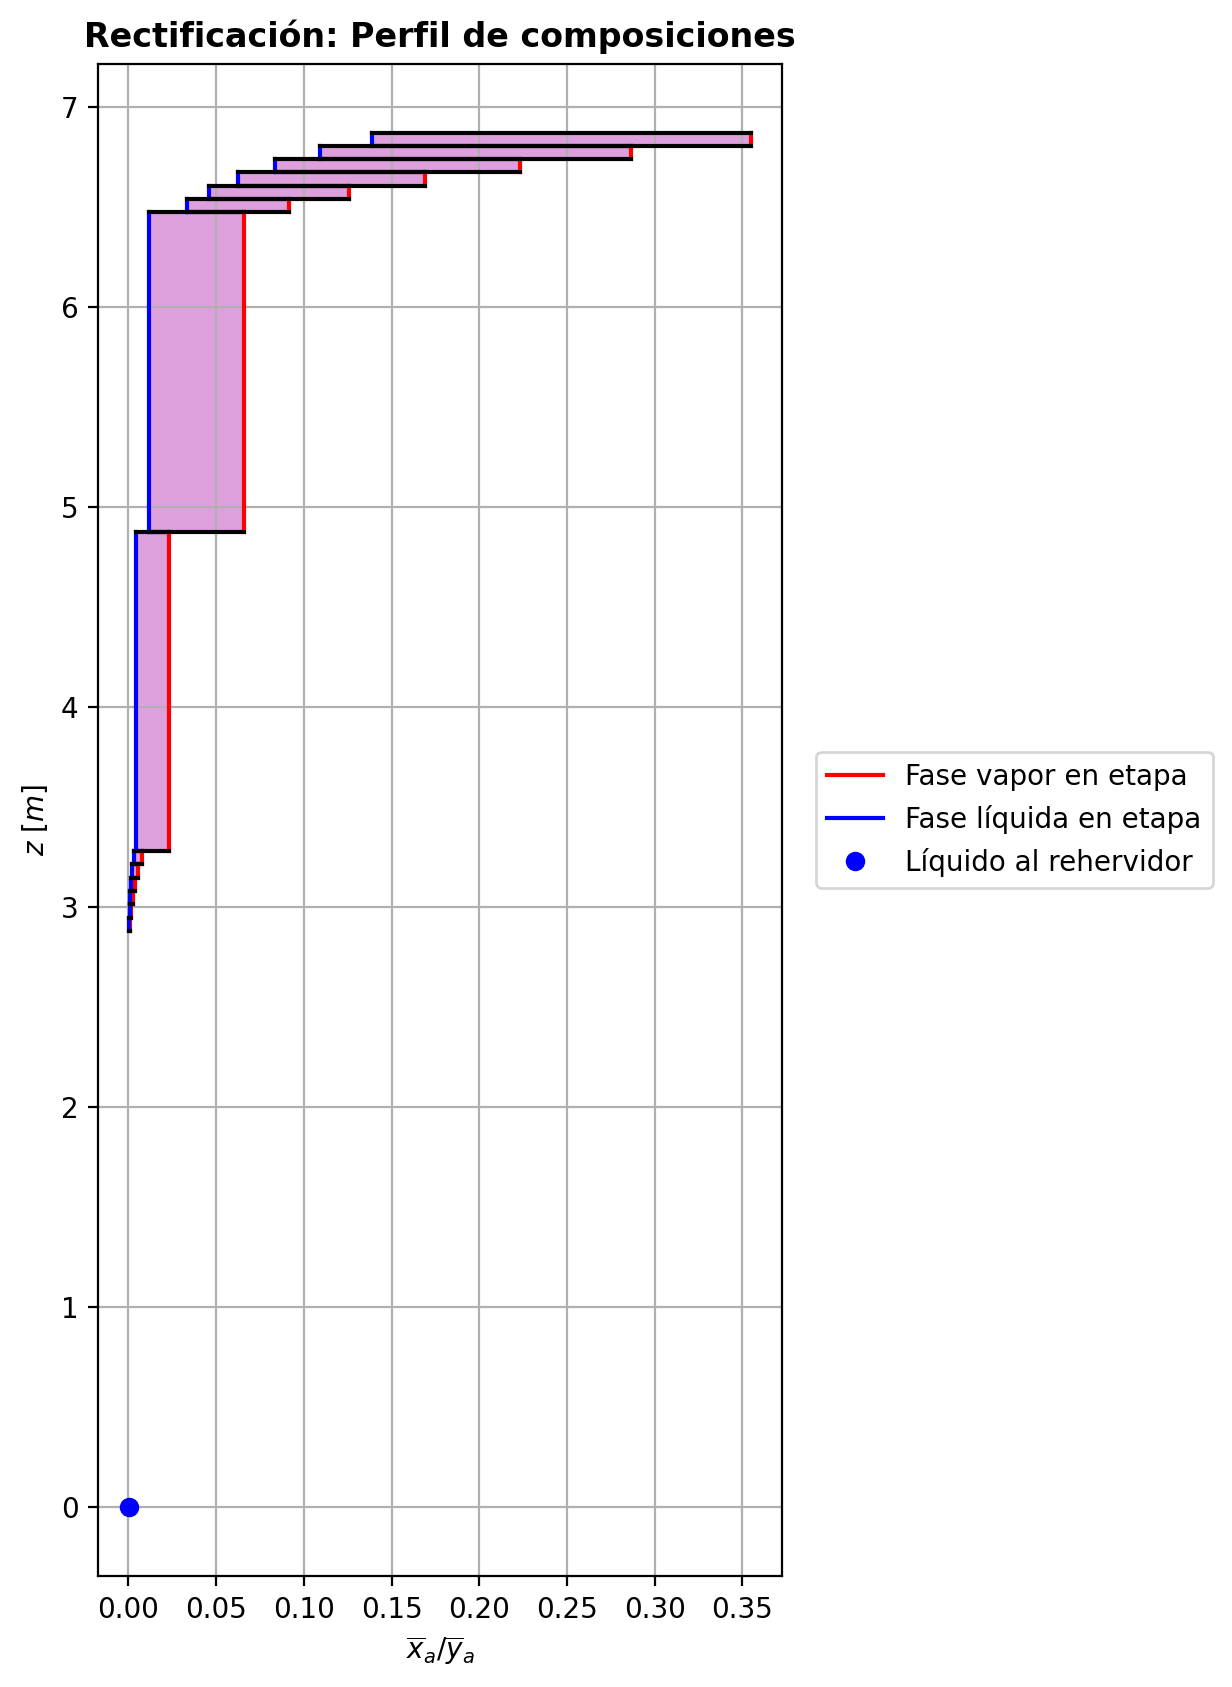 Rectificación: Perfil de composiciones
7
6
5
4
3
2
1
0
z [m]
0.00 0.05 0.10 0.15 0.20 0.25 0.30 0.35
x̅a/y̅a
Fase vapor en etapa
Fase líquida en etapa
Líquido al rehervidor